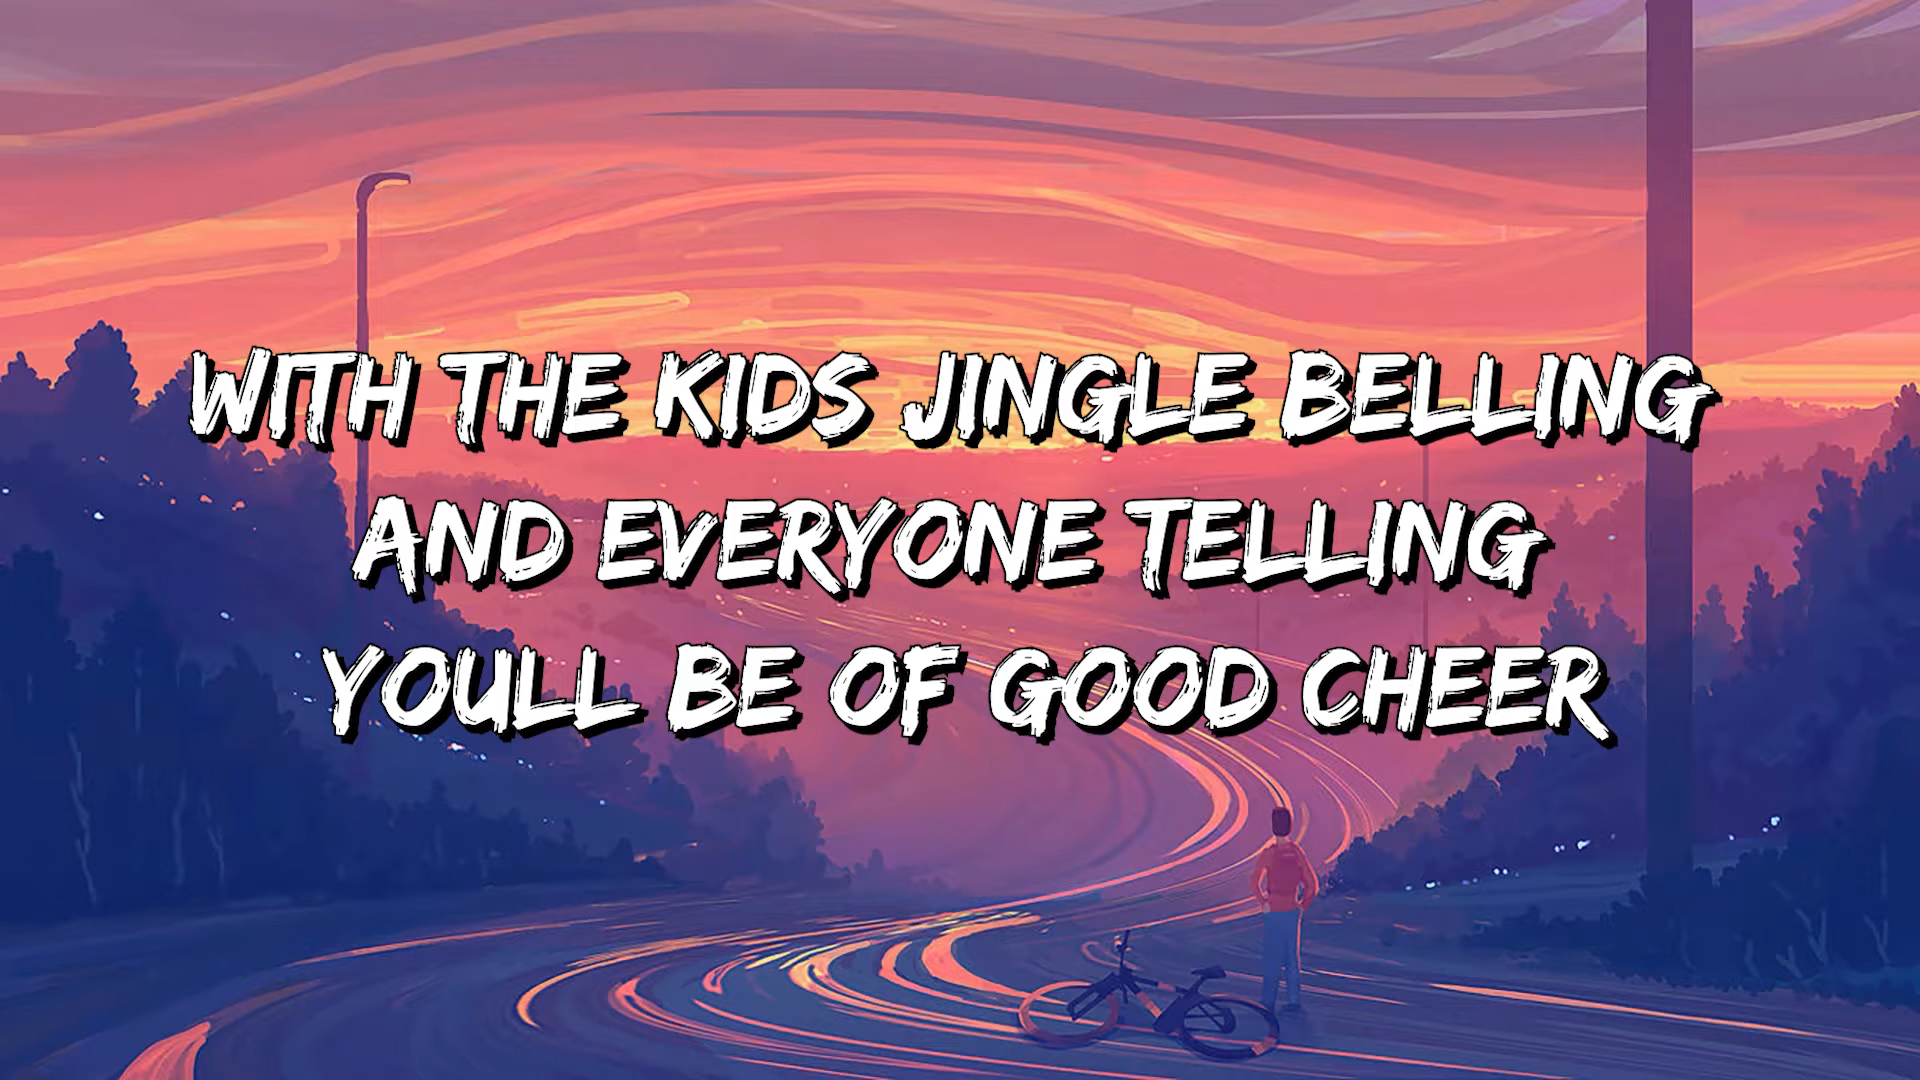 WITH THE KIDS JINGLE BELLING
AND EVERYONE TELLING
YOULL BE OF GOOD CHEER